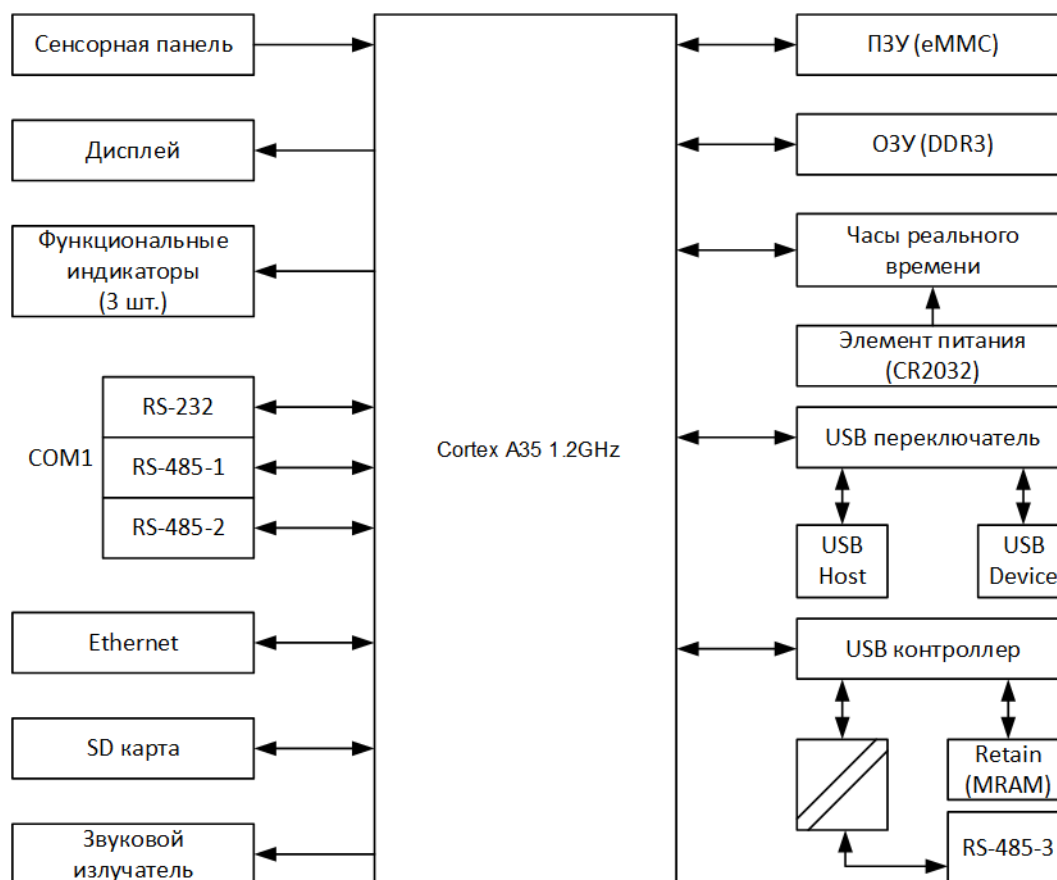 Сенсорная панель
Дисплей
Функциональные
индикаторы
(3 шт.)
COM1
RS-232
RS-485-1
RS-485-2
Ethernet
SD карта
Звуковой
излучатель
Cortex A35 1.2GHz
ПЗУ (eMMC)
ОЗУ (DDR3)
Часы реального
времени
Элемент питания
(CR2032)
USB переключатель
USB
Host
USB
Device
USB контроллер
Retain
(MRAM)
RS-485-3